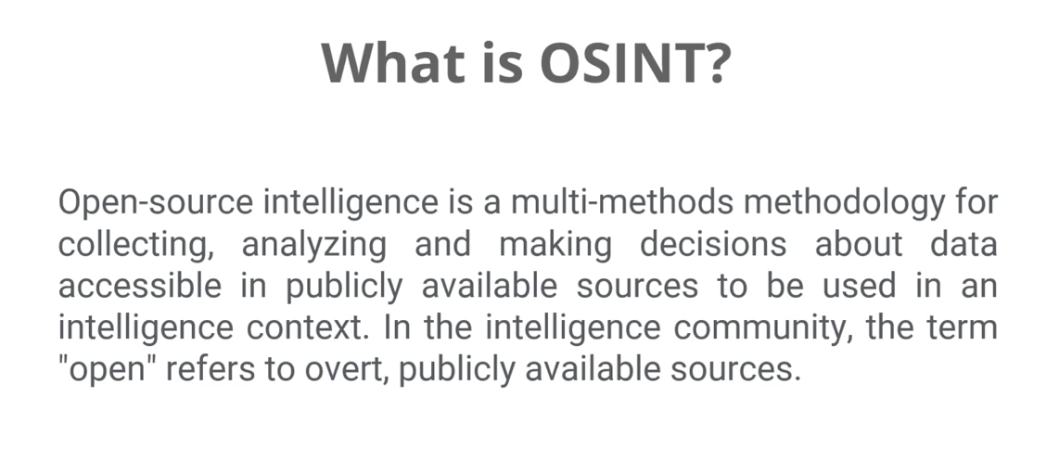 What is OSINT?
Open-source intelligence is a multi-methods methodology for
collecting, analyzing and making decisions about data
accessible in publicly available sources to be used in an
intelligence context. In the intelligence community, the term
"open" refers to overt, publicly available sources.